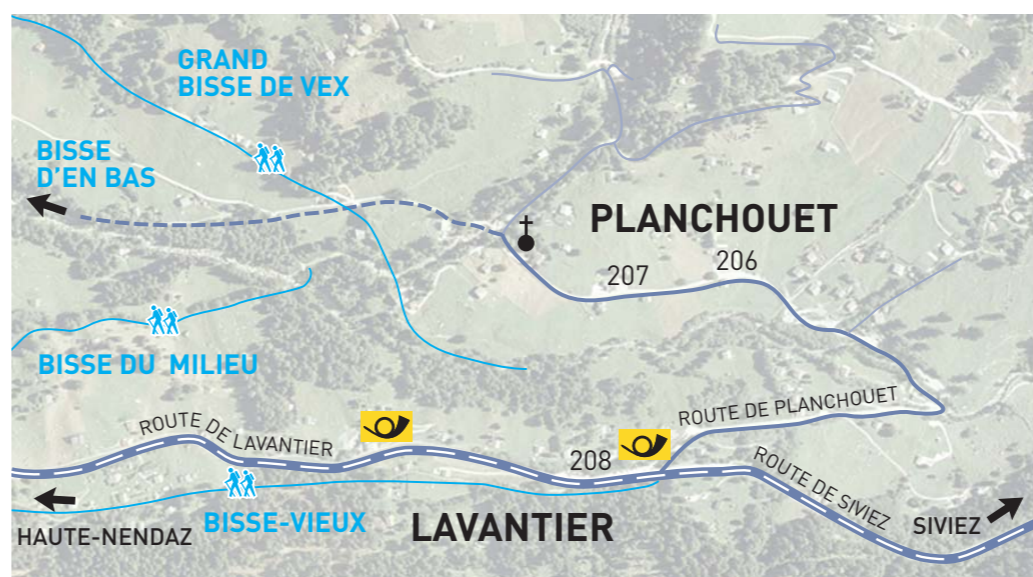 GRAND
BISSE DE VEX
BISSE
D'EN BAS
PLANCHOUET
206
207
BISSE DU MILIEU
ROUTE DE PLANCHOUET
ROUTE DE LAVANTIER
208
ROUTE DE SIVIEZ
BISSE-VIEUX
LAVANTIER
SIVIEZ
HAUTE-NENDAZ